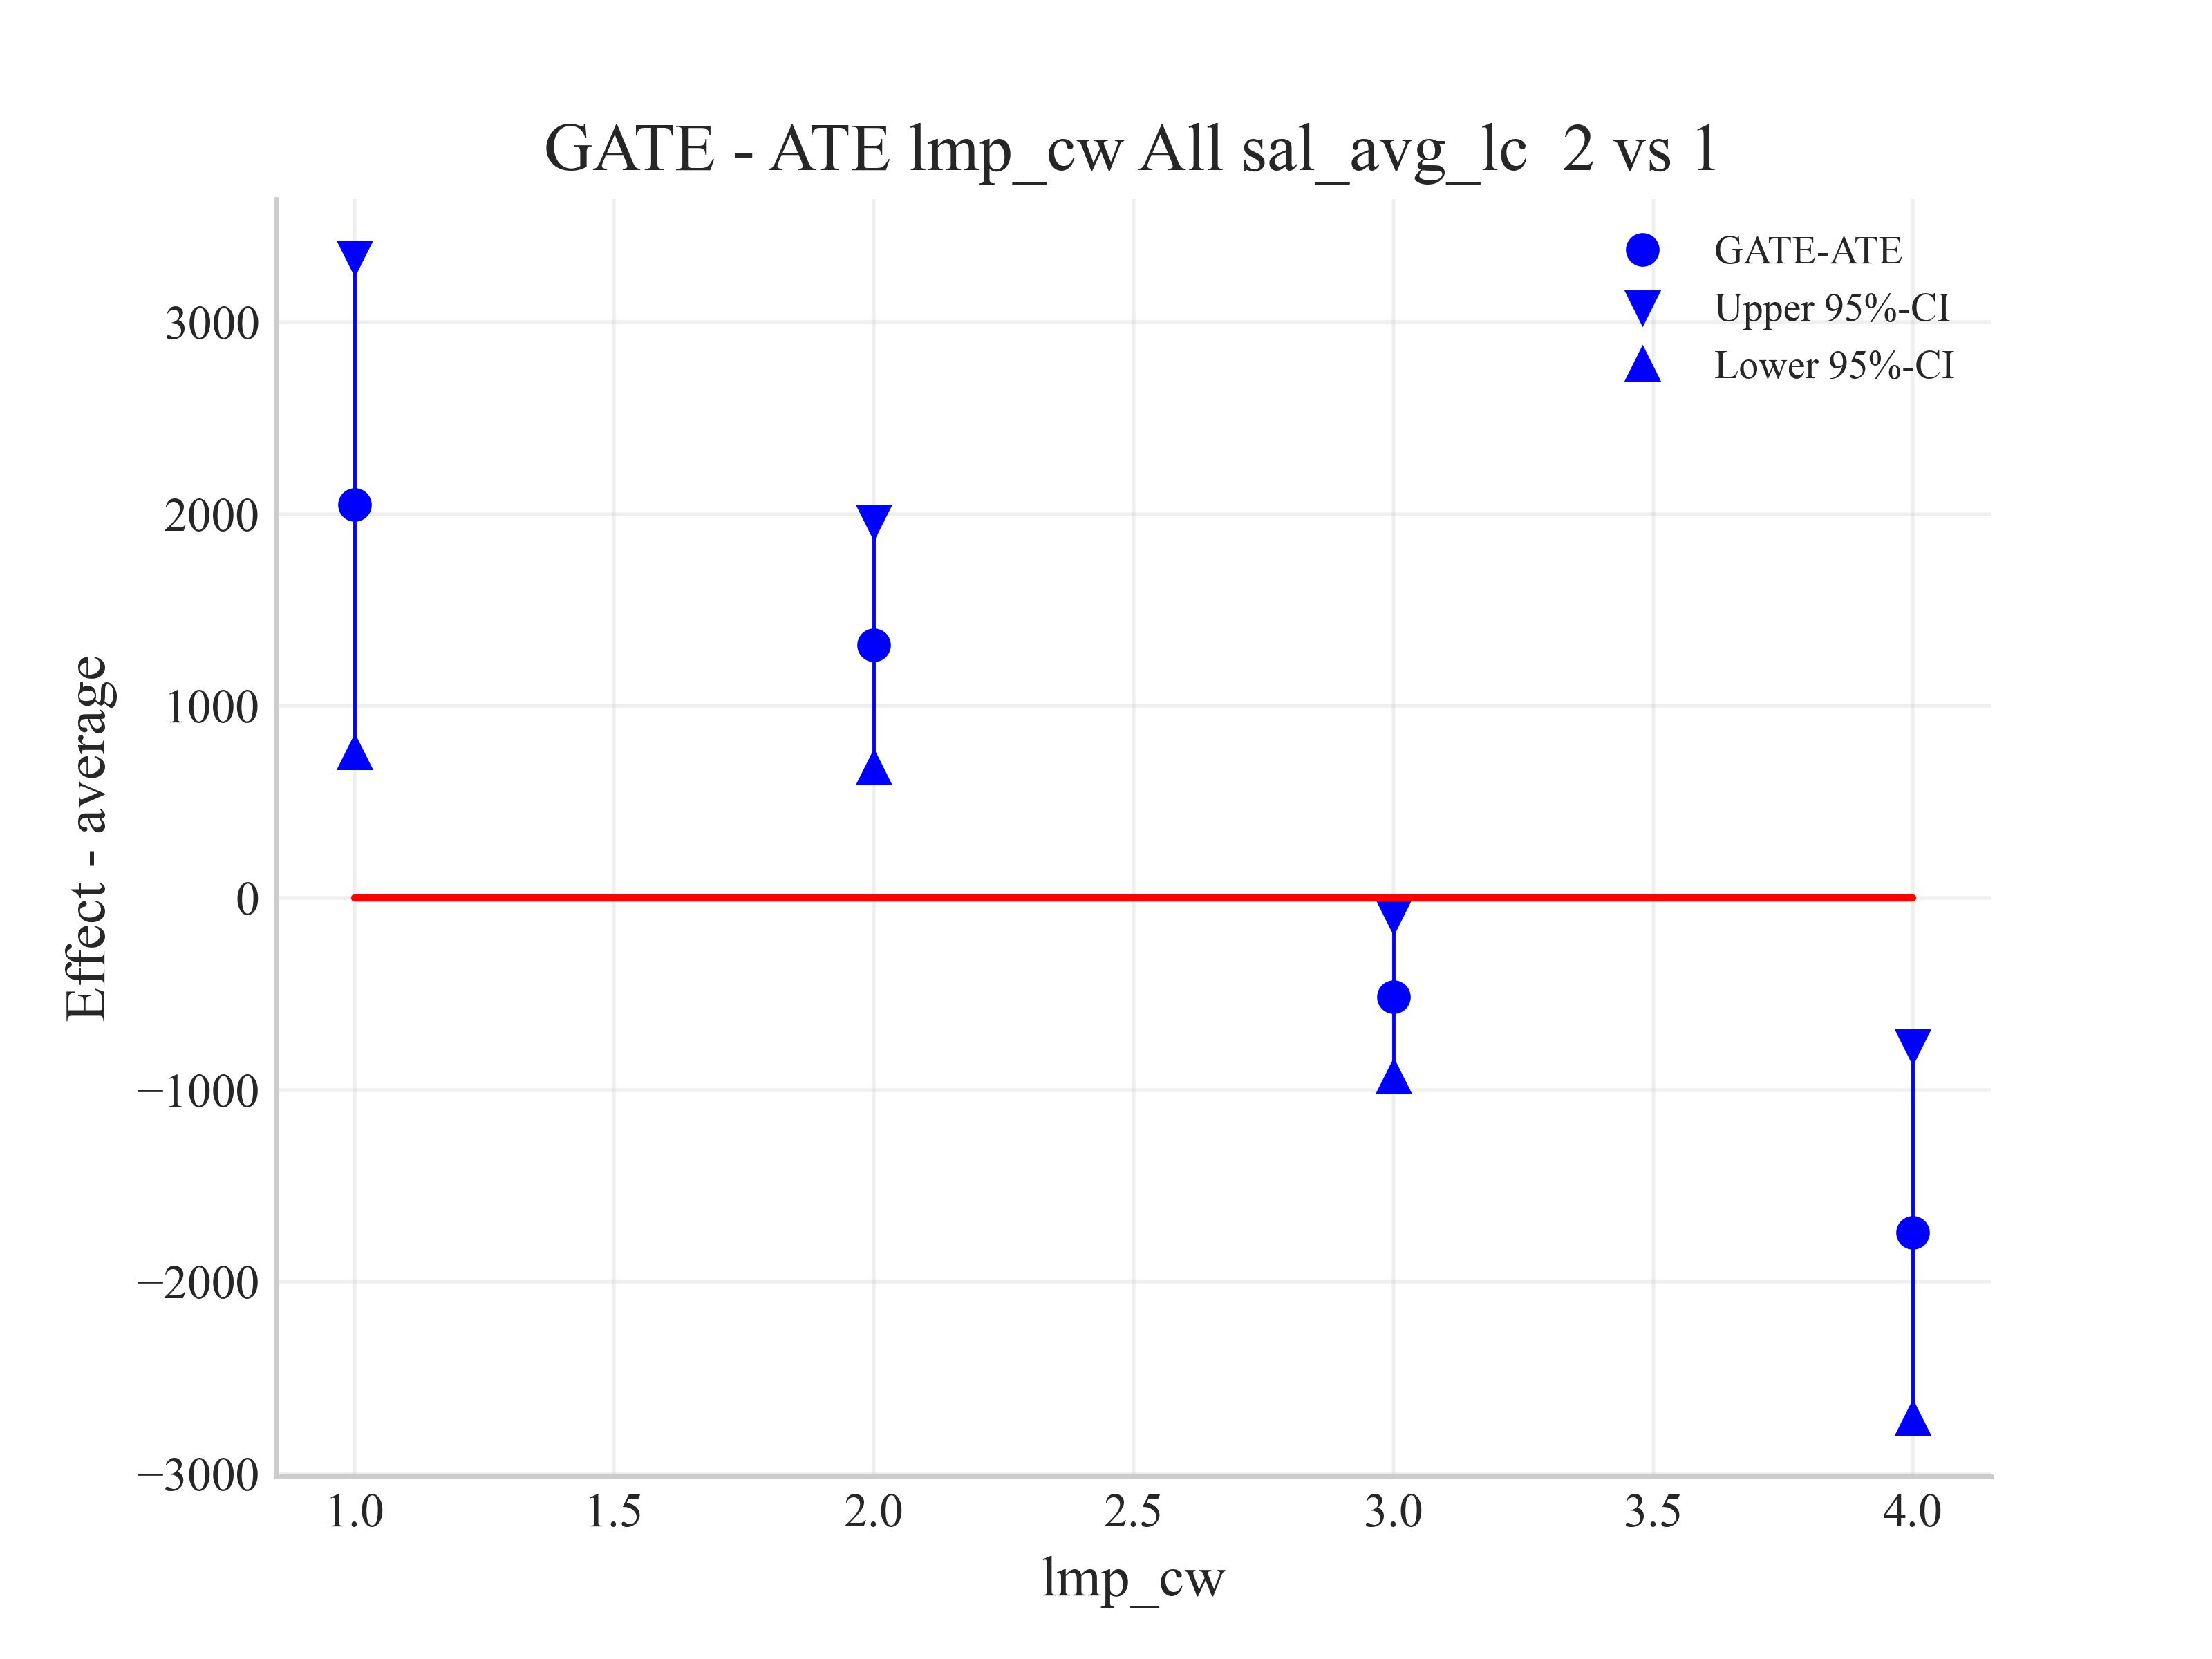 GATE - ATE lmp_cw All sal_avg_lc  2 vs 1
GATE-ATE
Upper 95%-CI
Lower 95%-CI
Effect - average
3000
2000
1000
0
−1000
−2000
−3000
1.0 1.5 2.0 2.5 3.0 3.5 4.0
lmp_cw